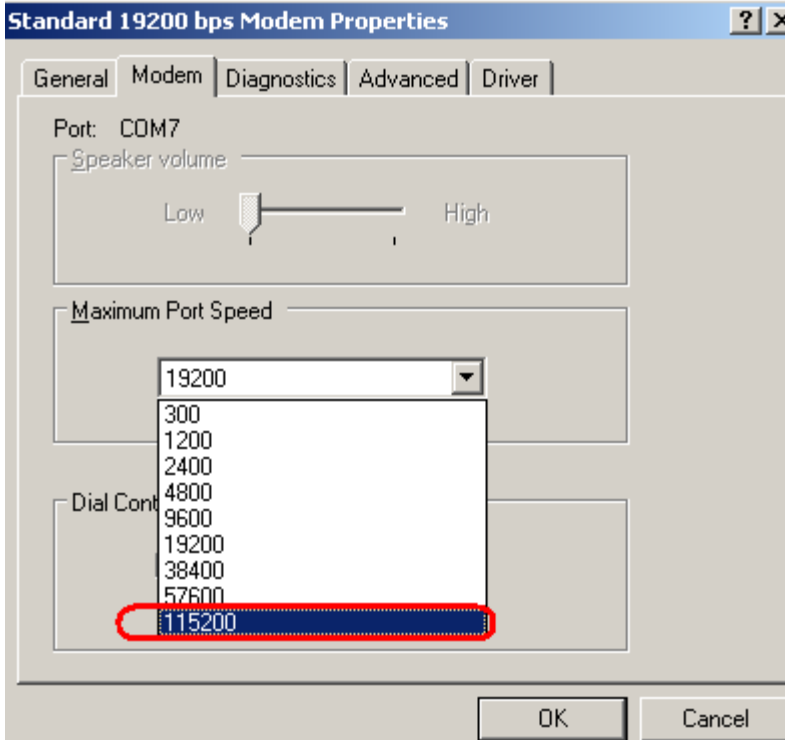 Standard 19200 bps Modem Properties
General Modem Diagnostics Advanced Driver
Port: COM7
Speaker volume
Low High
Maximum Port Speed
19200
300
1200
2400
4800
Dial Cont
9600
19200
38400
57600
115200
OK Cancel